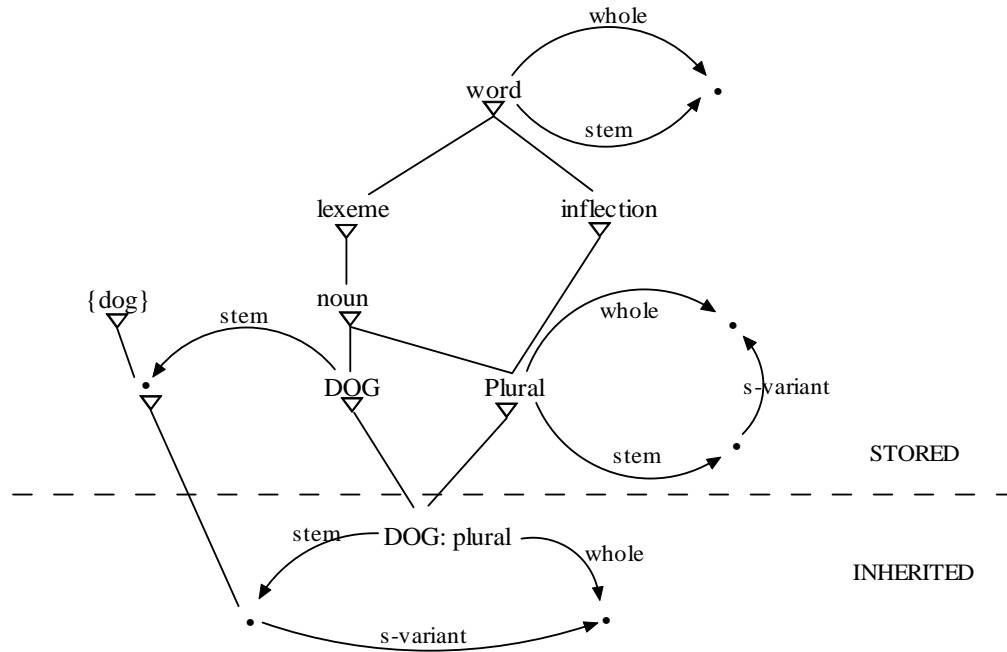 whole
word
stem
lexeme
inflection
{dog}
noun
stem
whole
DOG
Plural
s-variant
stem
STORED
stem
DOG: plural
whole
INHERITED
s-variant